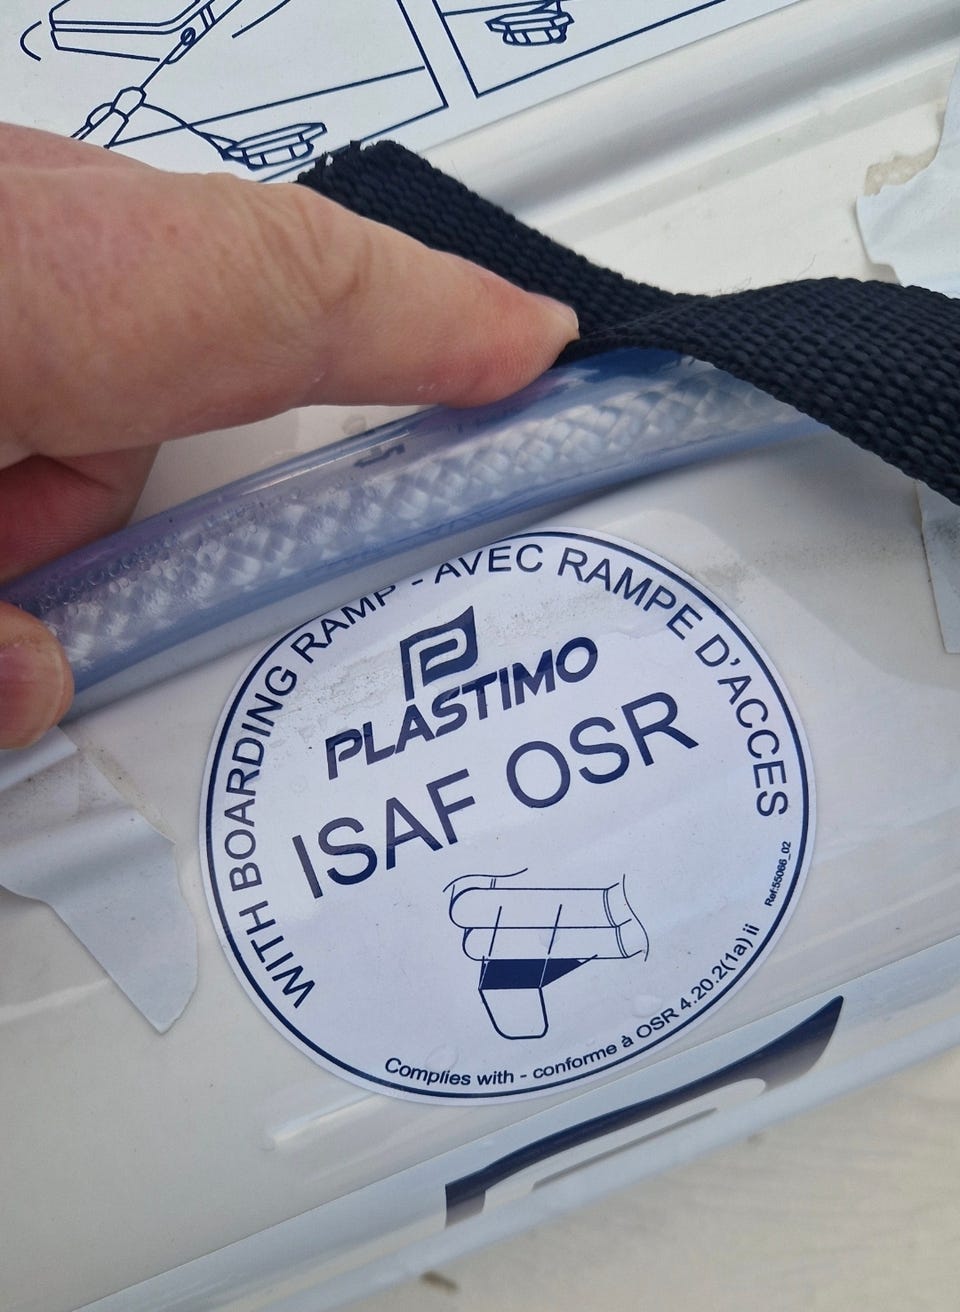 WITH BOARDING RAMP - AVEC RAMPE D'ACCES
PLASTIMO
ISAF OSR
Ref:55066_02
Complies with - conforme à OSR 4.20.2(1a) ii